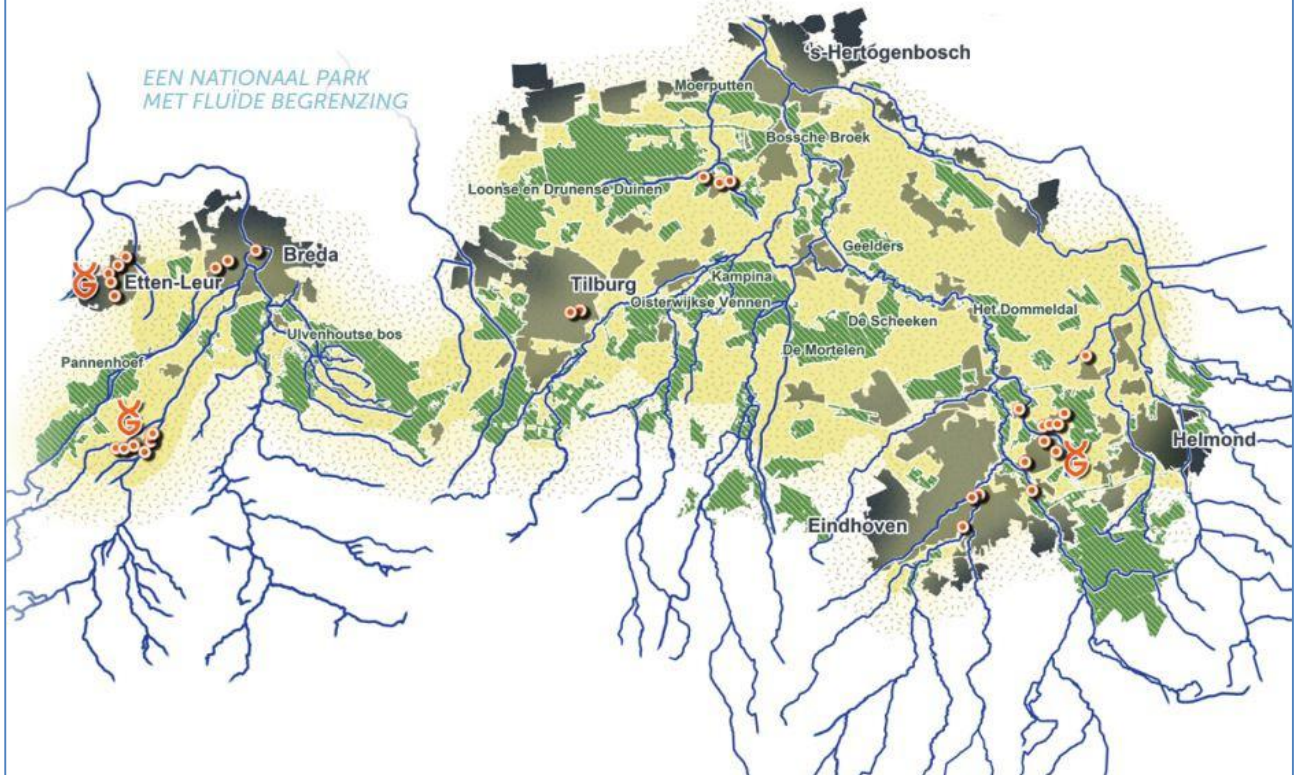 's-Hertógenbosch
EEN NATIONAAL PARK
MET FLUÏDE BEGRENZING
Moerputten
Bossche Broek
Loonse en Drunense Duinen
Breda
Geelders
Etten-Leur
Tilburg
Kampina
Oisterwijkse Vennen
Het Dommeldal
De Scheeken
Ulvenhoutse bos
De Mortelen
Pannenhoef
Helmond
Eindhoven